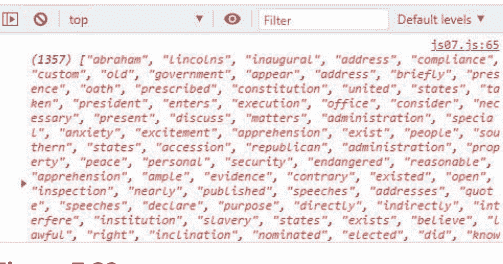 top Filter Default levels
js07.js:65
(1357) ["abraham", "lincolns", "inaugural", "address", "compliance",
"custom", "old", "government", "appear", "address", "briefly", "pres
ence", "oath", "prescribed", "constitution", "united", "states", "ta
ken", "president", "enters", "execution", "office", "consider", "nec
essary", "present", "discuss", "matters", "administration", "specia
l", "anxiety", "excitement", "apprehension", "exist", "people", "sou
thern", "states", "accession", "republican", "administration", "prop
erty", "peace", "personal", "security", "endangered", "reasonable",
"apprehension", "ample", "evidence", "contrary", "existed", "open",
"inspection", "nearly", "published", "speeches", "addresses", "quot
e", "speeches", "declare", "purpose", "directly", "indirectly", "int
erfere", "institution", "slavery", "states", "exists", "believe", "l
awful", "right", "inclination", "nominated", "elected", "did", "know